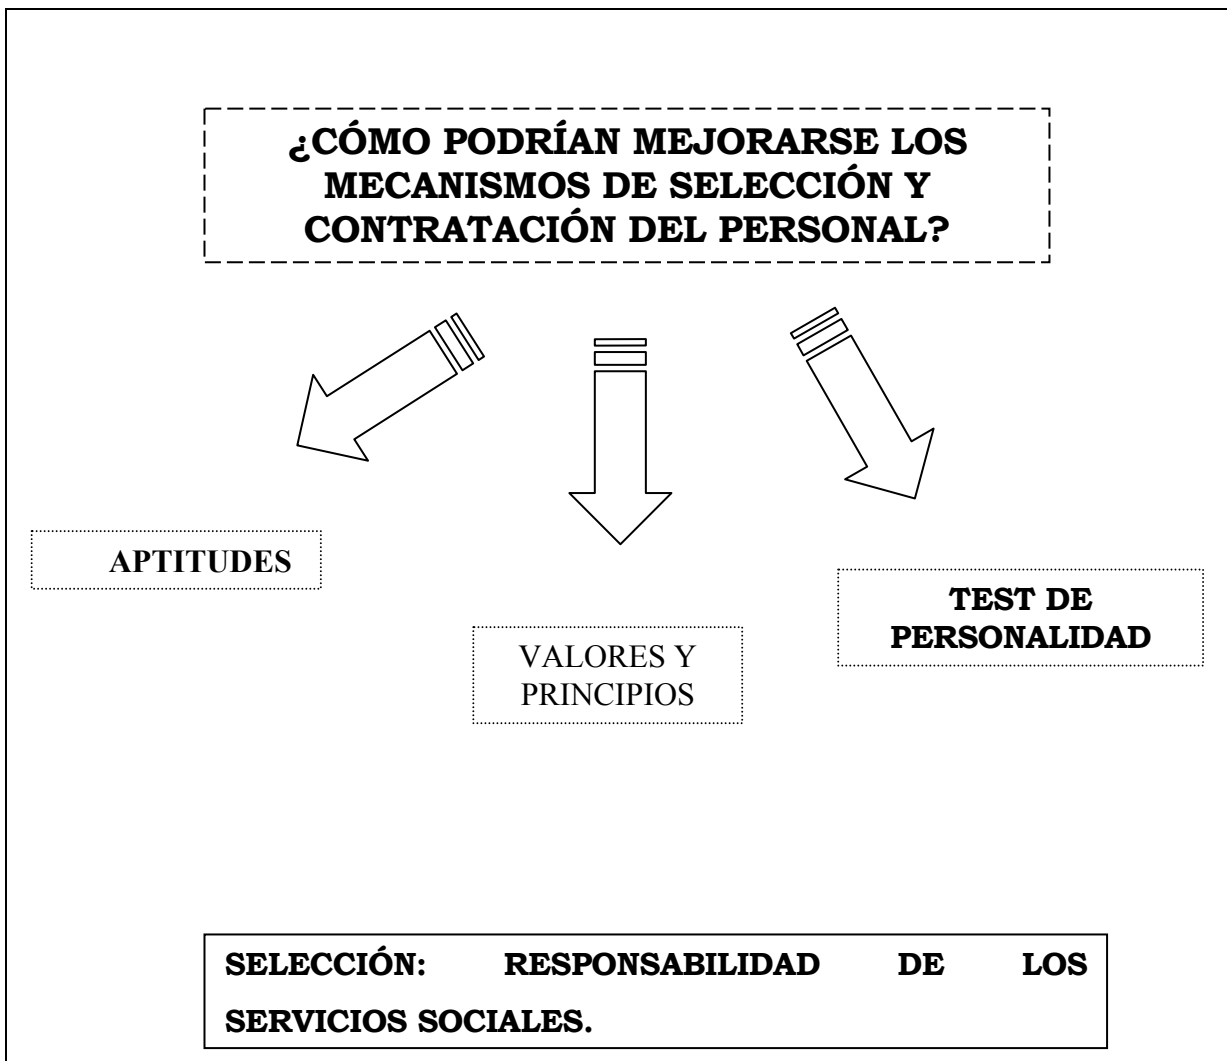 ¿CÓMO PODRÍAN MEJORARSE LOS
MECANISMOS DE SELECCIÓN Y
CONTRATACIÓN DEL PERSONAL?
APTITUDES
VALORES Y
PRINCIPIOS
TEST DE
PERSONALIDAD
SELECCIÓN: RESPONSABILIDAD DE LOS
SERVICIOS SOCIALES.